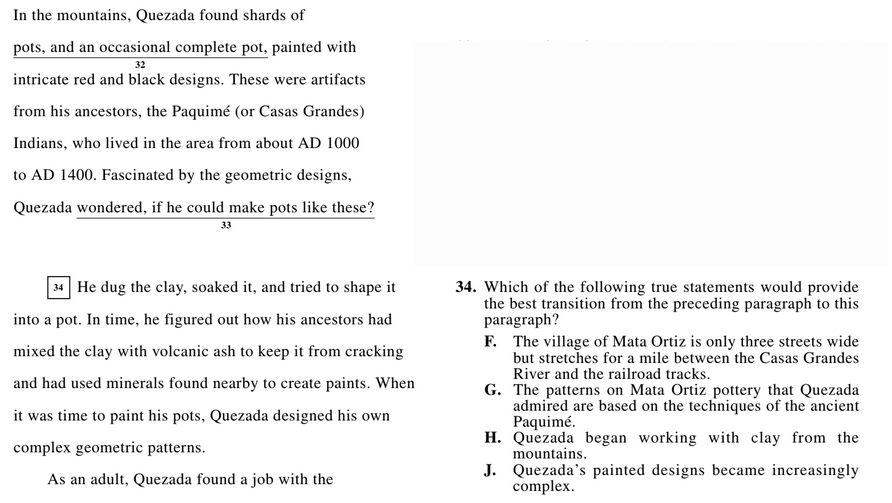 In the mountains, Quezada found shards of
pots, and an occasional complete pot, painted with
32
intricate red and black designs. These were artifacts
from his ancestors, the Paquimé (or Casas Grandes)
Indians, who lived in the area from about AD 1000
to AD 1400. Fascinated by the geometric designs,
Quezada wondered, if he could make pots like these?
33
34 He dug the clay, soaked it, and tried to shape it
into a pot. In time, he figured out how his ancestors had
mixed the clay with volcanic ash to keep it from cracking
and had used minerals found nearby to create paints. When
it was time to paint his pots, Quezada designed his own
complex geometric patterns.
As an adult, Quezada found a job with the
34. Which of the following true statements would provide
the best transition from the preceding paragraph to this
paragraph?
F. The village of Mata Ortiz is only three streets wide
but stretches for a mile between the Casas Grandes
River and the railroad tracks.
G. The patterns on Mata Ortiz pottery that Quezada
admired are based on the techniques of the ancient
Paquimé.
H. Quezada began working with clay from the
mountains.
J. Quezada's painted designs became increasingly
complex.